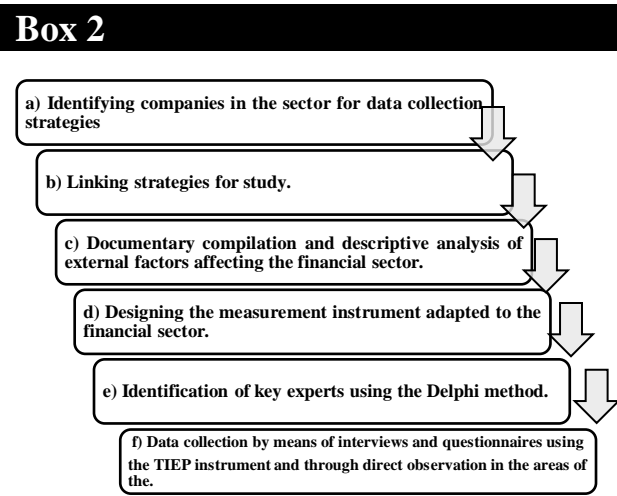 Box 2
a) Identifying companies in the sector for data collection
strategies
b) Linking strategies for study.
c) Documentary compilation and descriptive analysis of
external factors affecting the financial sector.
d) Designing the measurement instrument adapted to the
financial sector.
e) Identification of key experts using the Delphi method.
f) Data collection by means of interviews and questionnaires using
the TIEP instrument and through direct observation in the areas of
the.